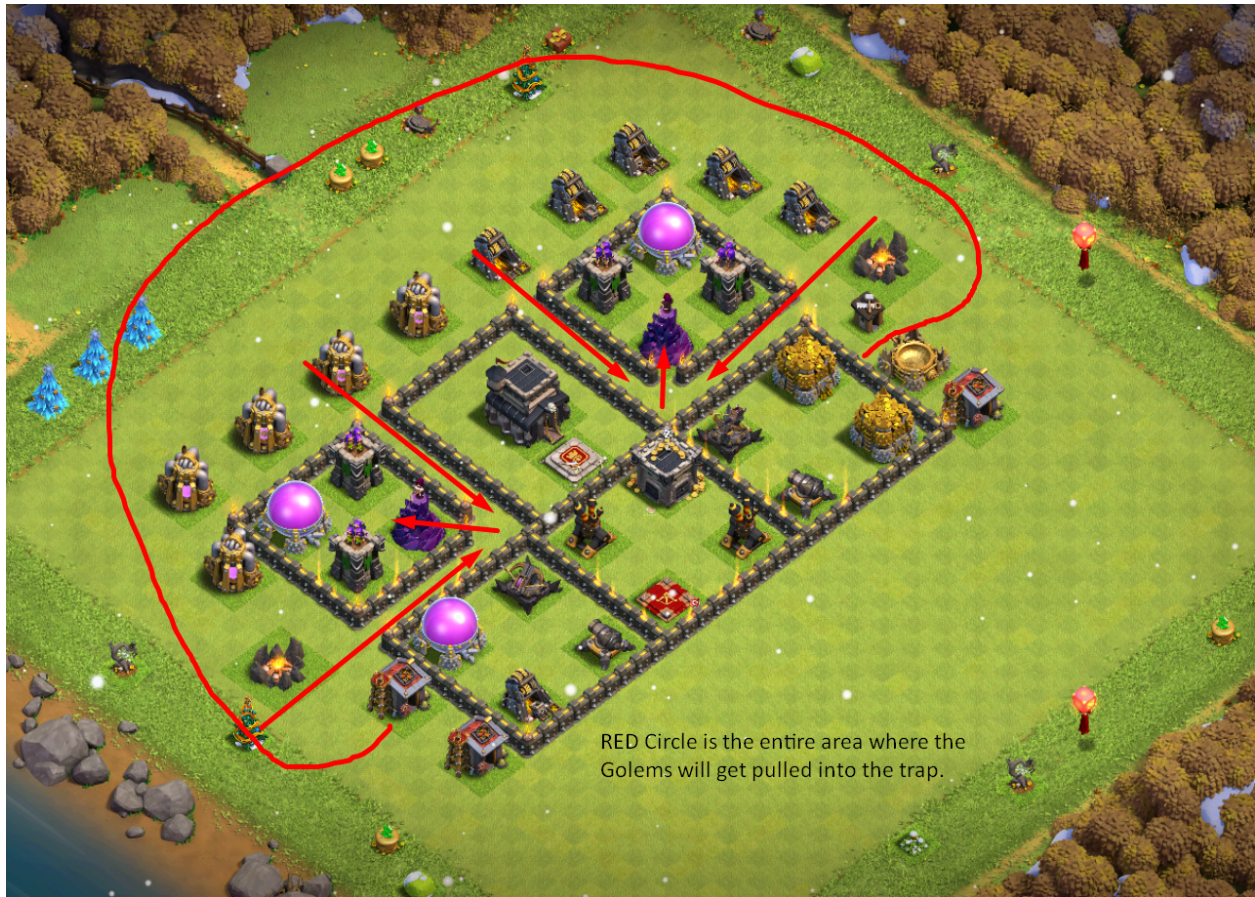 RED Circle is the entire area where the
Golems will get pulled into the trap.